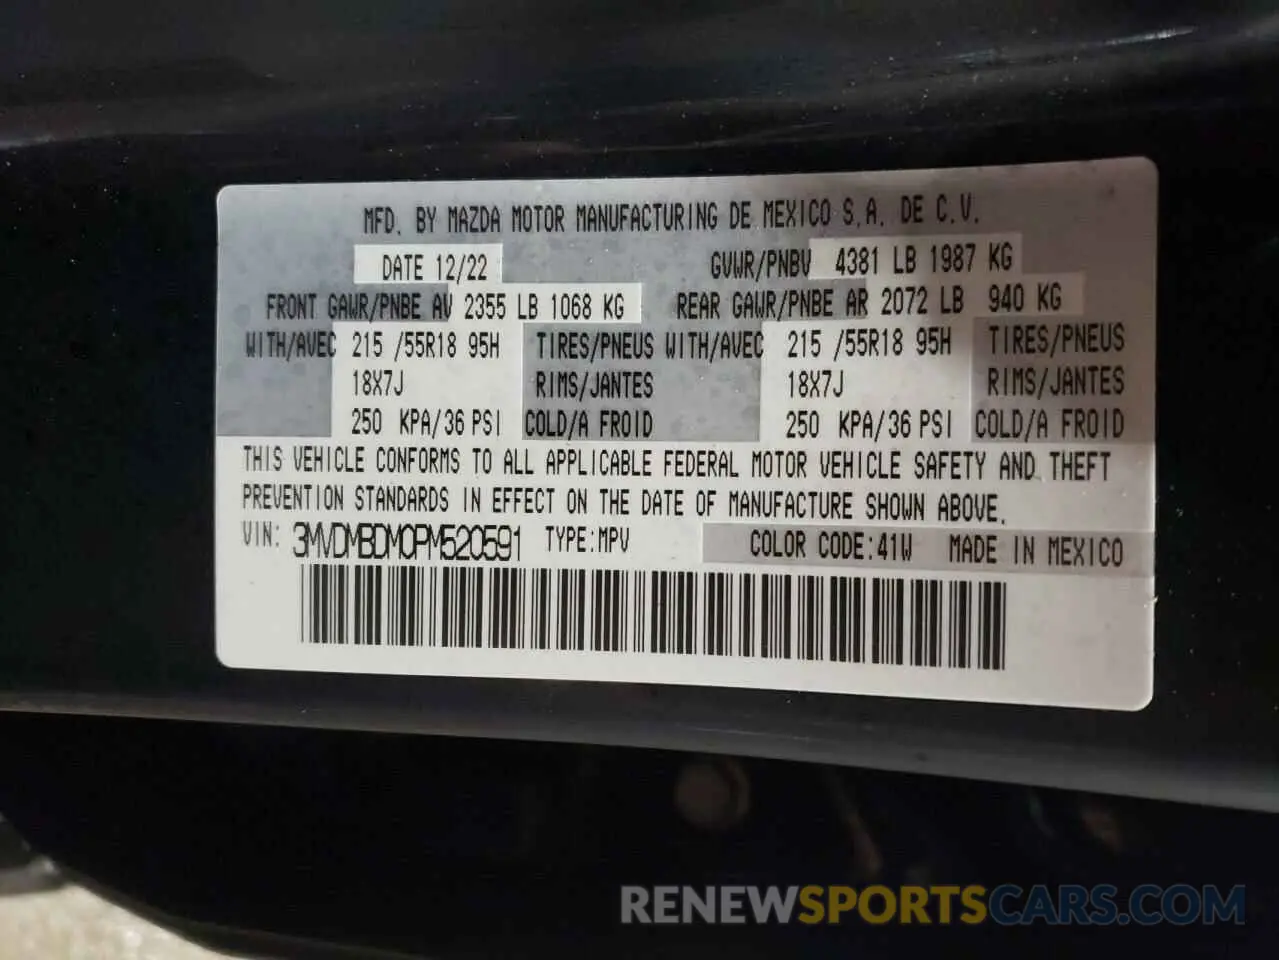 MFD. BY MAZDA MOTOR MANUFACTURING DE MEXICO S.A. DE C.V.
DATE 12/22 GVWR/PNBV 4381 LB 1987 KG
FRONT GAWR/PNBE AV 2355 LB 1068 KG REAR GAWR/PNBE AR 2072 LB 940 KG
WITH/AVEC 215 /55R18 95H TIRES/PNEUS WITH/AVEC 215 /55R18 95H TIRES/PNEUS
18X7J RIMS/JANTES 18X7J RIMS/JANTES
250 KPA/36 PSI COLD/A FROID 250 KPA/36 PSI COLD/A FROID
THIS VEHICLE CONFORMS TO ALL APPLICABLE FEDERAL MOTOR VEHICLE SAFETY AND THEFT
PREVENTION STANDARDS IN EFFECT ON THE DATE OF MANUFACTURE SHOWN ABOVE.
VIN: 3MVDMBDM0PM520591 TYPE:MPV COLOR CODE:41W MADE IN MEXICO
RENEWSPORTSCARS.COM